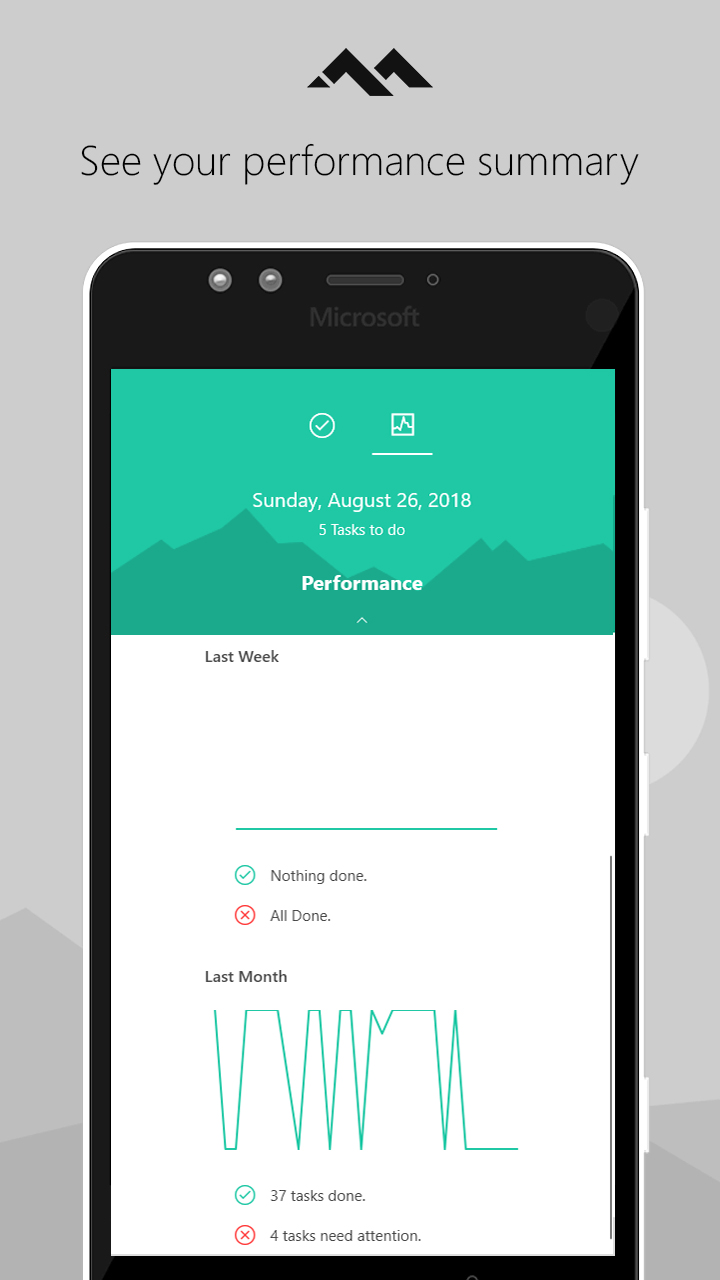 See your performance summary
Microsoft
Sunday, August 26, 2018
5 Tasks to do
Performance
Last Week
Nothing done.
All Done.
Last Month
37 tasks done.
4 tasks need attention.